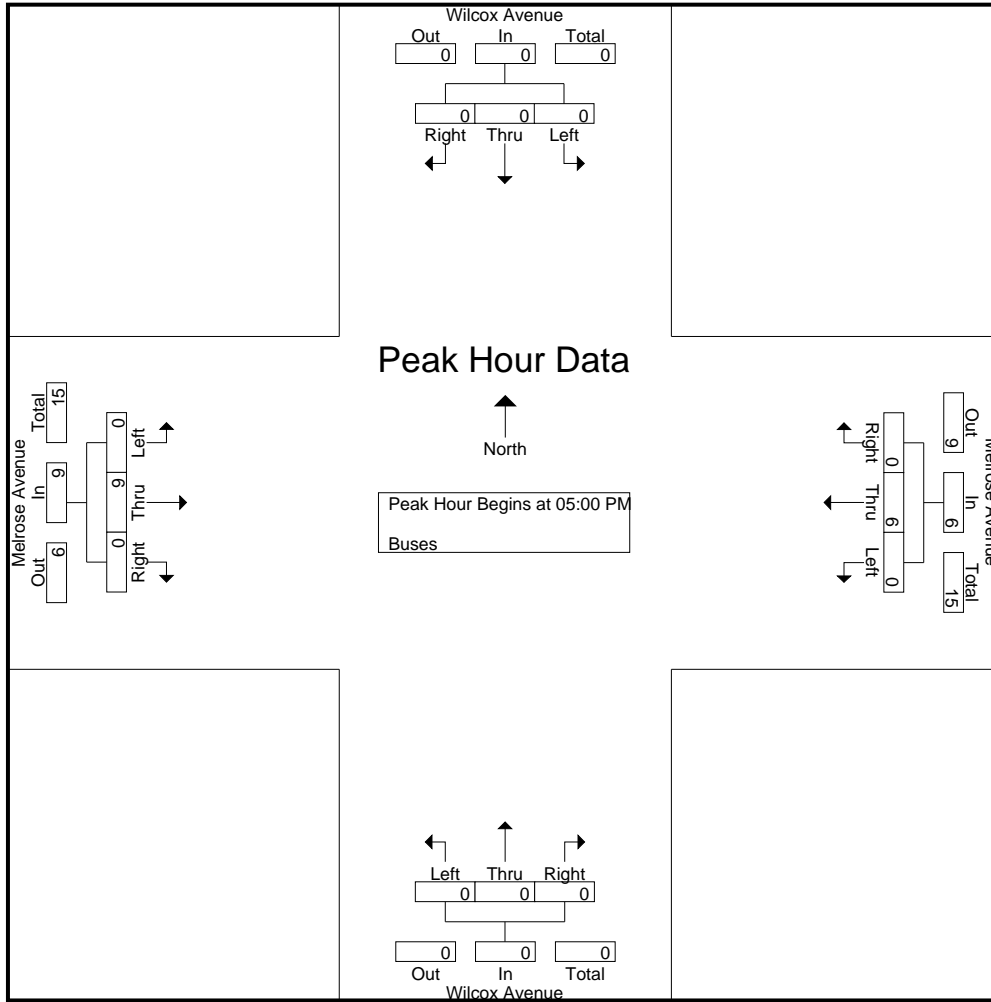 Wilcox Avenue
Out In Total
0 0 0
0 0 0
Right Thru Left
Peak Hour Data
North
Peak Hour Begins at 05:00 PM
Buses
Melrose Avenue
Total In Out
15 9 6
0 9 0
Left Thru Right
Melrose Avenue
Out In Total
9 6 15
Right Thru Left
0 6 0
Left Thru Right
0 0 0
0 0 0
Out In Total
Wilcox Avenue